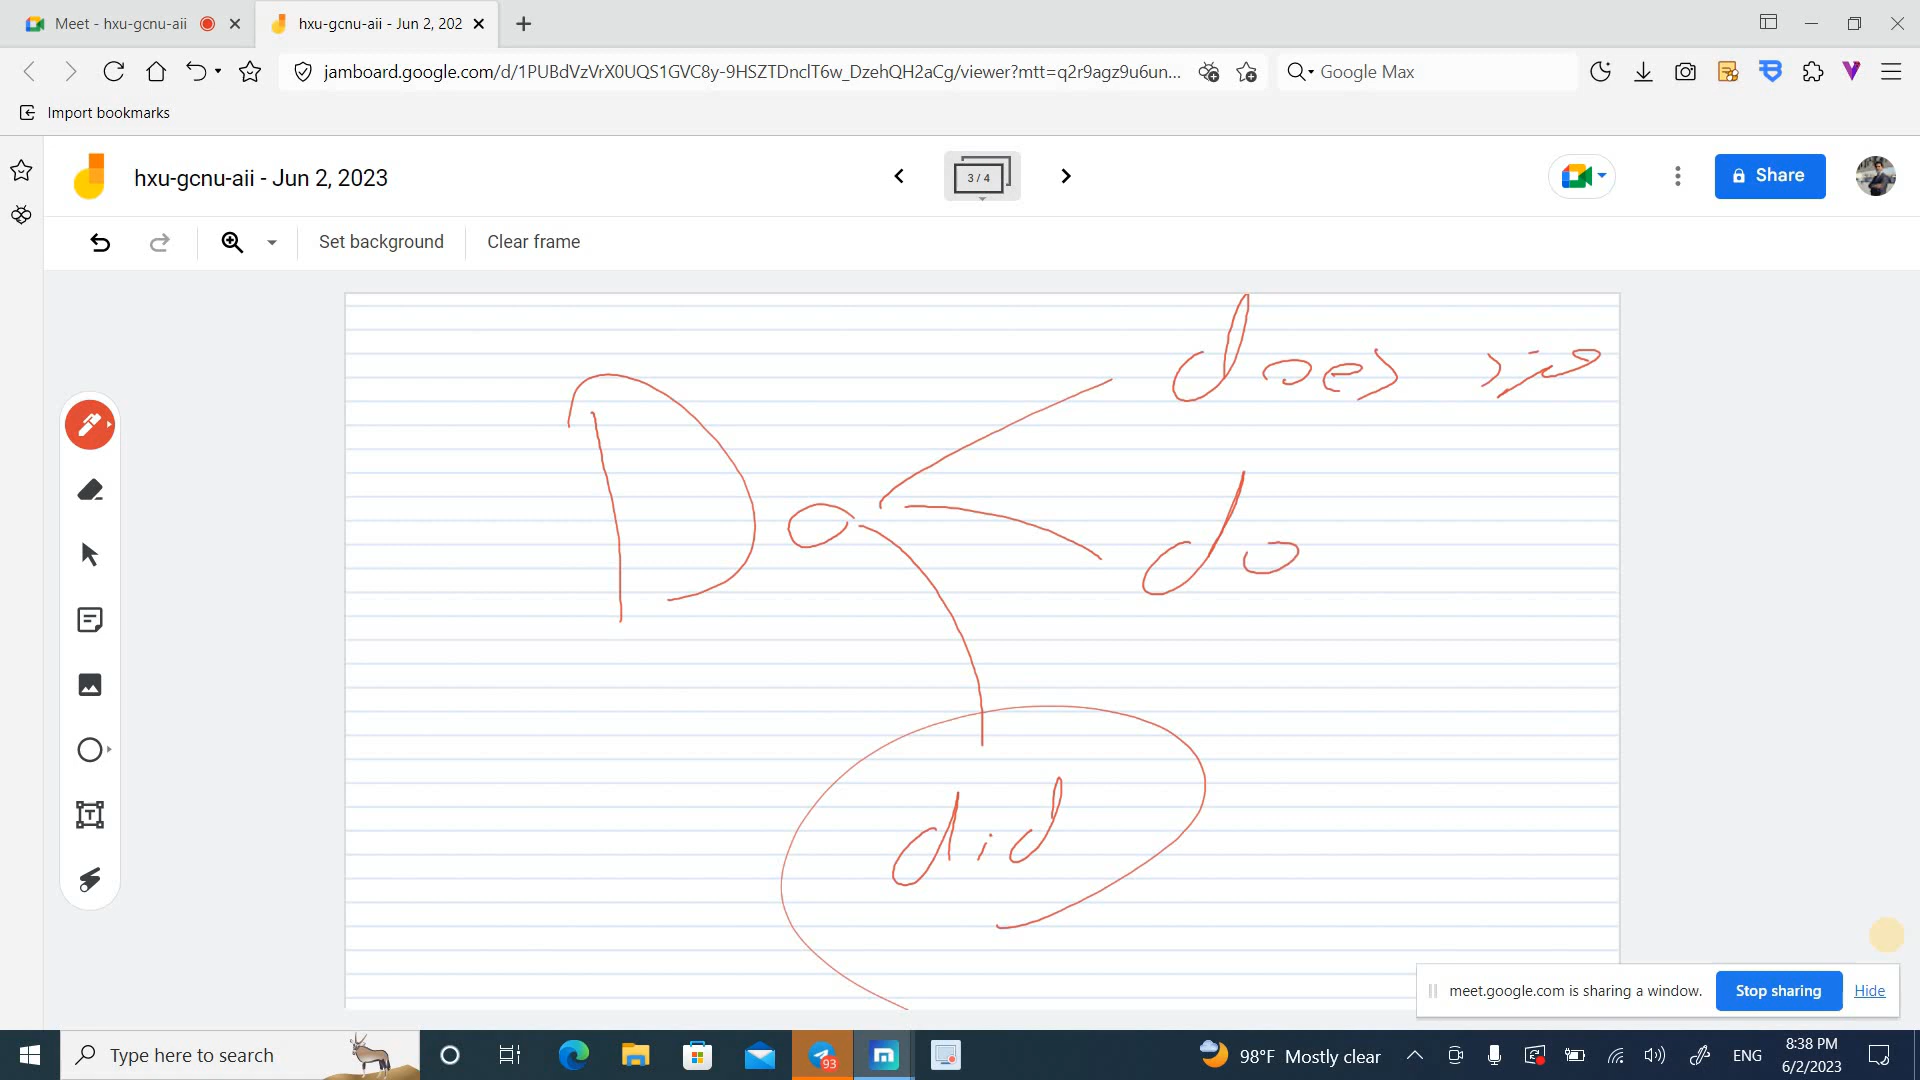 Meet - hxu-gcnu-aii
hxu-gcnu-aii - Jun 2, 202
jamboard.google.com/d/1PUBdVzVrX0UQS1GVC8y-9HSZTDnclT6w_DzehQH2aCg/viewer?mtt=q2r9agz9u6un...
Google Max
Import bookmarks
hxu-gcnu-aii - Jun 2, 2023
3 / 4
Share
Set background
Clear frame
does
Do
do
did
meet.google.com is sharing a window.
Stop sharing
Hide
Type here to search
93
98°F Mostly clear
ENG
8:38 PM
6/2/2023